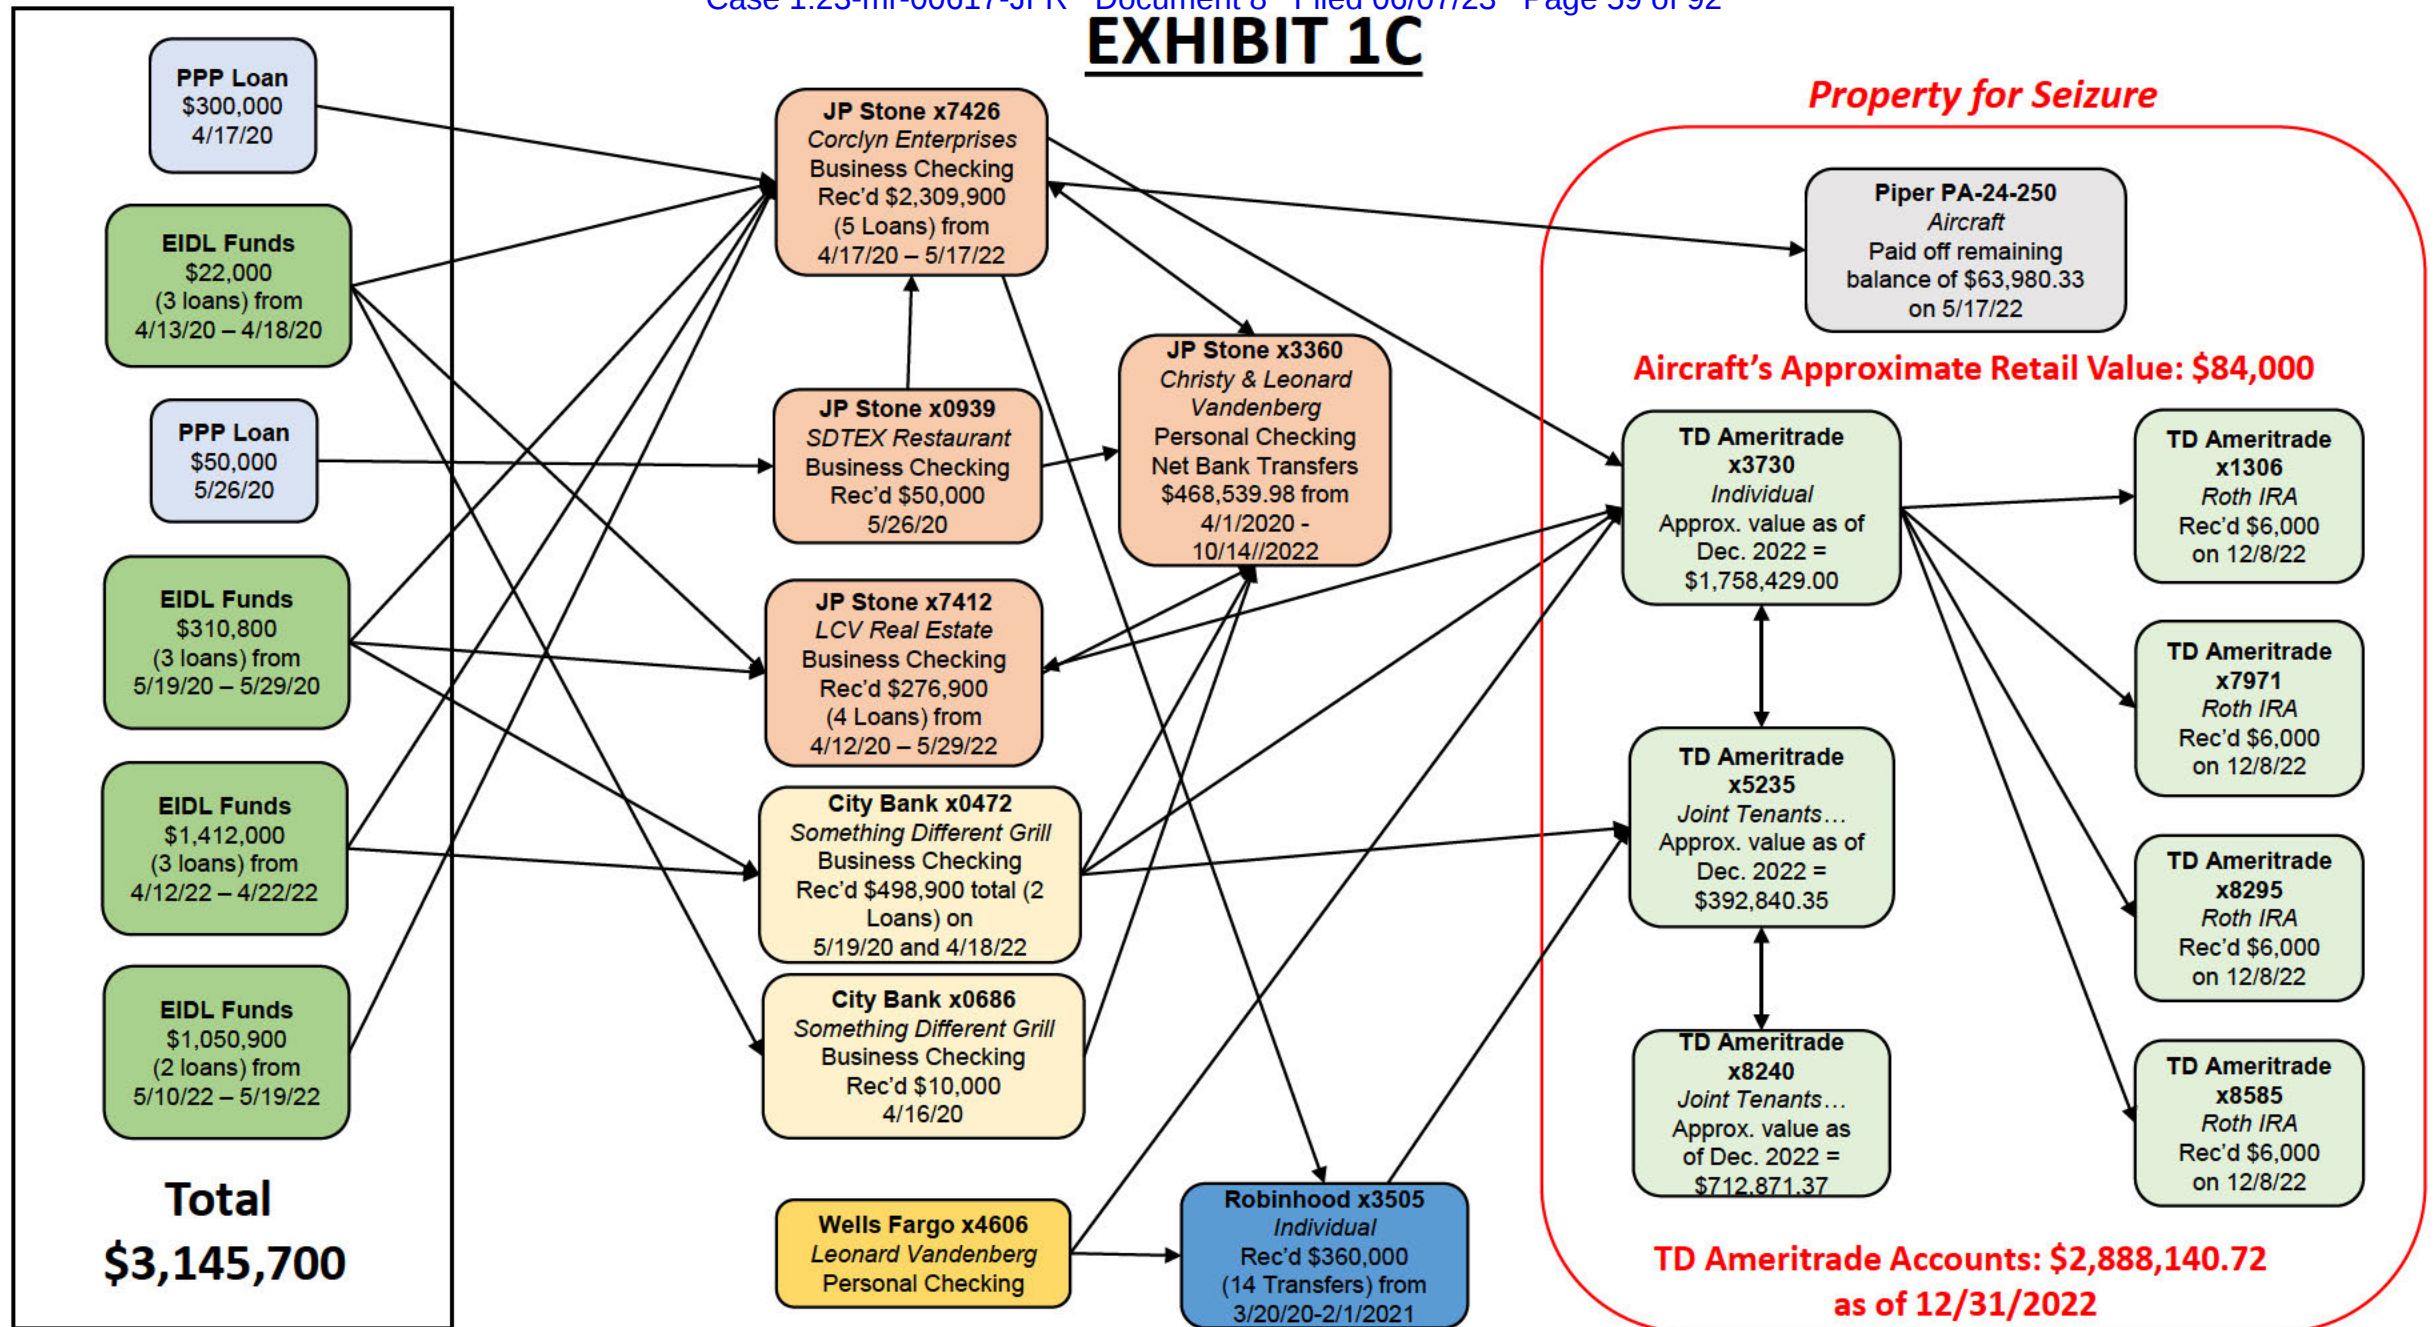 Case 1:23-mr-00617-JFR Document 8 Filed 06/07/23 Page 59 of 92
EXHIBIT 1C
PPP Loan
$300,000
4/17/20
EIDL Funds
$22,000
(3 loans) from
4/13/20 – 4/18/20
PPP Loan
$50,000
5/26/20
EIDL Funds
$310,800
(3 loans) from
5/19/20 – 5/29/20
EIDL Funds
$1,412,000
(3 loans) from
4/12/22 – 4/22/22
EIDL Funds
$1,050,900
(2 loans) from
5/10/22 – 5/19/22
Total
$3,145,700
JP Stone x7426
Corclyn Enterprises
Business Checking
Rec’d $2,309,900
(5 Loans) from
4/17/20 – 5/17/22
JP Stone x0939
SDTEX Restaurant
Business Checking
Rec’d $50,000
5/26/20
JP Stone x7412
LCV Real Estate
Business Checking
Rec’d $276,900
(4 Loans) from
4/12/20 – 5/29/22
City Bank x0472
Something Different Grill
Business Checking
Rec’d $498,900 total (2
Loans) on
5/19/20 and 4/18/22
City Bank x0686
Something Different Grill
Business Checking
Rec’d $10,000
4/16/20
Wells Fargo x4606
Leonard Vandenberg
Personal Checking
JP Stone x3360
Christy & Leonard
Vandenberg
Personal Checking
Net Bank Transfers
$468,539.98 from
4/1/2020 -
10/14//2022
Robinhood x3505
Individual
Rec’d $360,000
(14 Transfers) from
3/20/20-2/1/2021
Property for Seizure
Piper PA-24-250
Aircraft
Paid off remaining
balance of $63,980.33
on 5/17/22
Aircraft’s Approximate Retail Value: $84,000
TD Ameritrade
x3730
Individual
Approx. value as of
Dec. 2022 =
$1,758,429.00
TD Ameritrade
x5235
Joint Tenants…
Approx. value as of
Dec. 2022 =
$392,840.35
TD Ameritrade
x8240
Joint Tenants…
Approx. value as
of Dec. 2022 =
$712,871.37
TD Ameritrade
x1306
Roth IRA
Rec’d $6,000
on 12/8/22
TD Ameritrade
x7971
Roth IRA
Rec’d $6,000
on 12/8/22
TD Ameritrade
x8295
Roth IRA
Rec’d $6,000
on 12/8/22
TD Ameritrade
x8585
Roth IRA
Rec’d $6,000
on 12/8/22
TD Ameritrade Accounts: $2,888,140.72
as of 12/31/2022